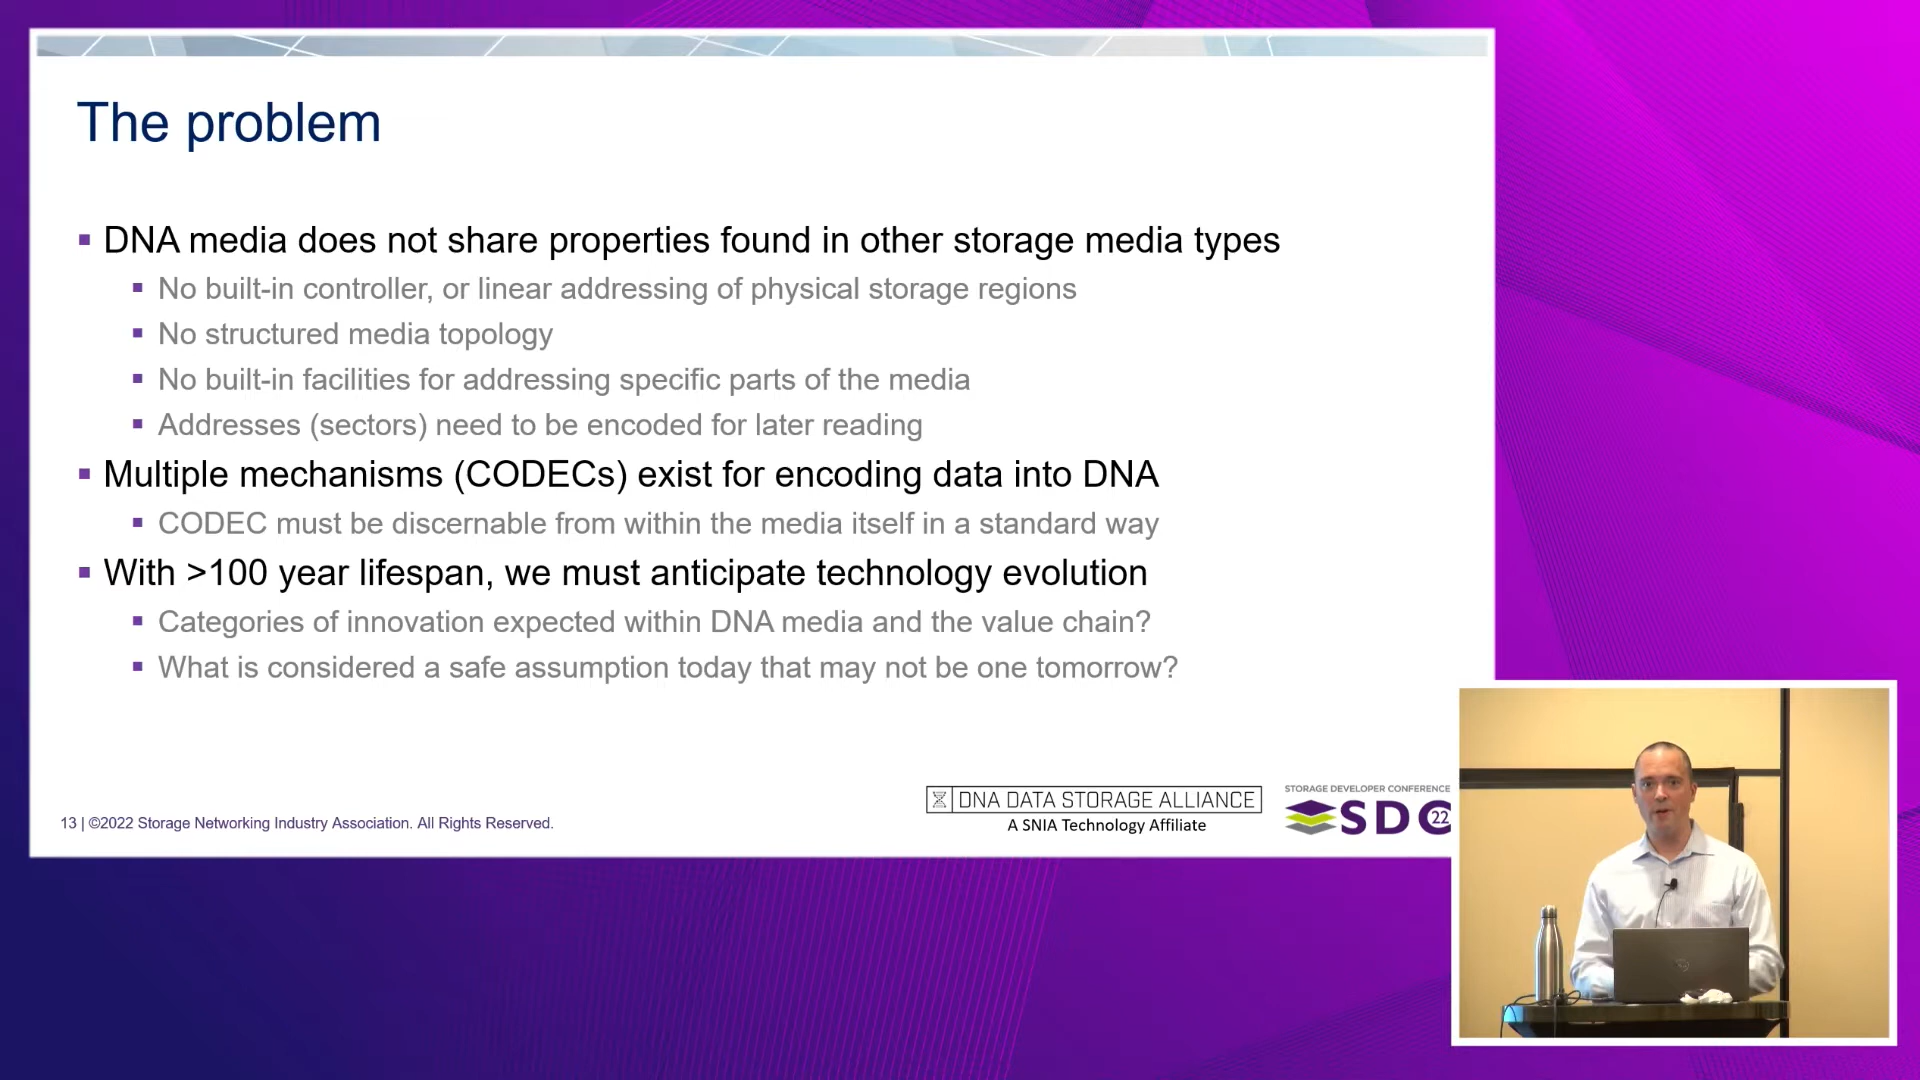 The problem
DNA media does not share properties found in other storage media types
No built-in controller, or linear addressing of physical storage regions
No structured media topology
No built-in facilities for addressing specific parts of the media
Addresses (sectors) need to be encoded for later reading
Multiple mechanisms (CODECs) exist for encoding data into DNA
CODEC must be discernable from within the media itself in a standard way
With >100 year lifespan, we must anticipate technology evolution
Categories of innovation expected within DNA media and the value chain?
What is considered a safe assumption today that may not be one tomorrow?
13 | ©2022 Storage Networking Industry Association. All Rights Reserved.
DNA DATA STORAGE ALLIANCE
A SNIA Technology Affiliate
STORAGE DEVELOPER CONFERENCE
SDC 22